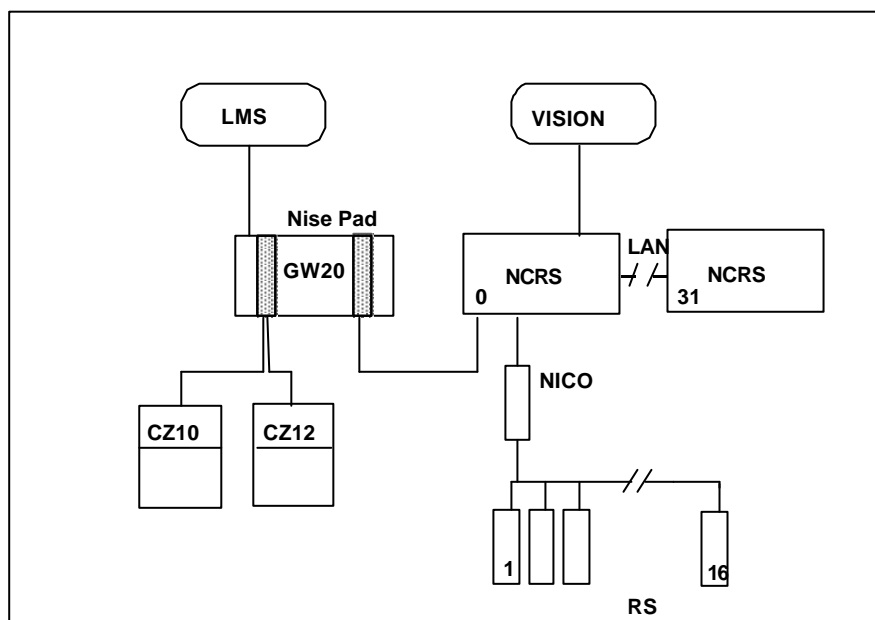 LMS
VISION
Nise Pad
GW20
NCRS
0
LAN
NCRS
31
NICO
CZ10
CZ12
1
16
RS